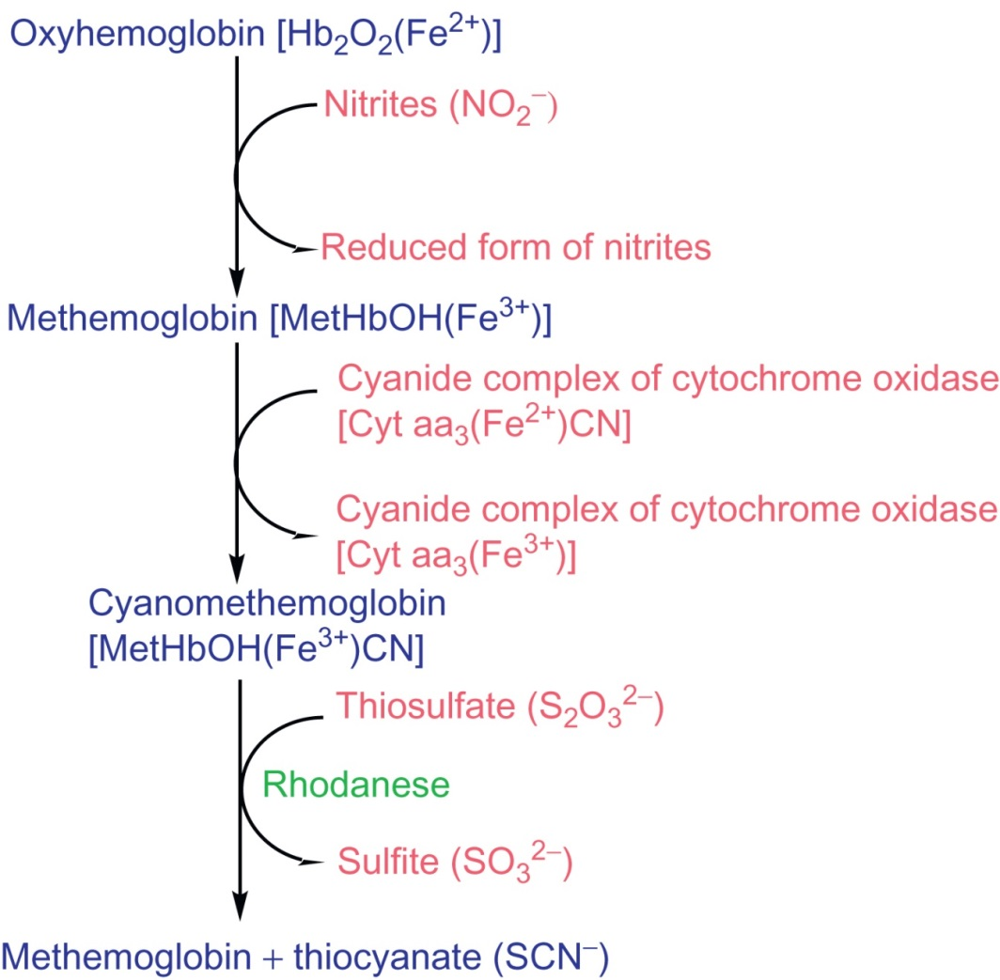 Oxyhemoglobin [Hb₂O₂(Fe²⁺)]
Nitrites (NO₂⁻)
Reduced form of nitrites
Methemoglobin [MetHbOH(Fe³⁺)]
Cyanide complex of cytochrome oxidase
[Cyt aa₃(Fe²⁺)CN]
Cyanide complex of cytochrome oxidase
[Cyt aa₃(Fe³⁺)]
Cyanomethemoglobin
[MetHbOH(Fe³⁺)CN]
Thiosulfate (S₂O₃²⁻)
Rhodanese
Sulfite (SO₃²⁻)
Methemoglobin + thiocyanate (SCN⁻)